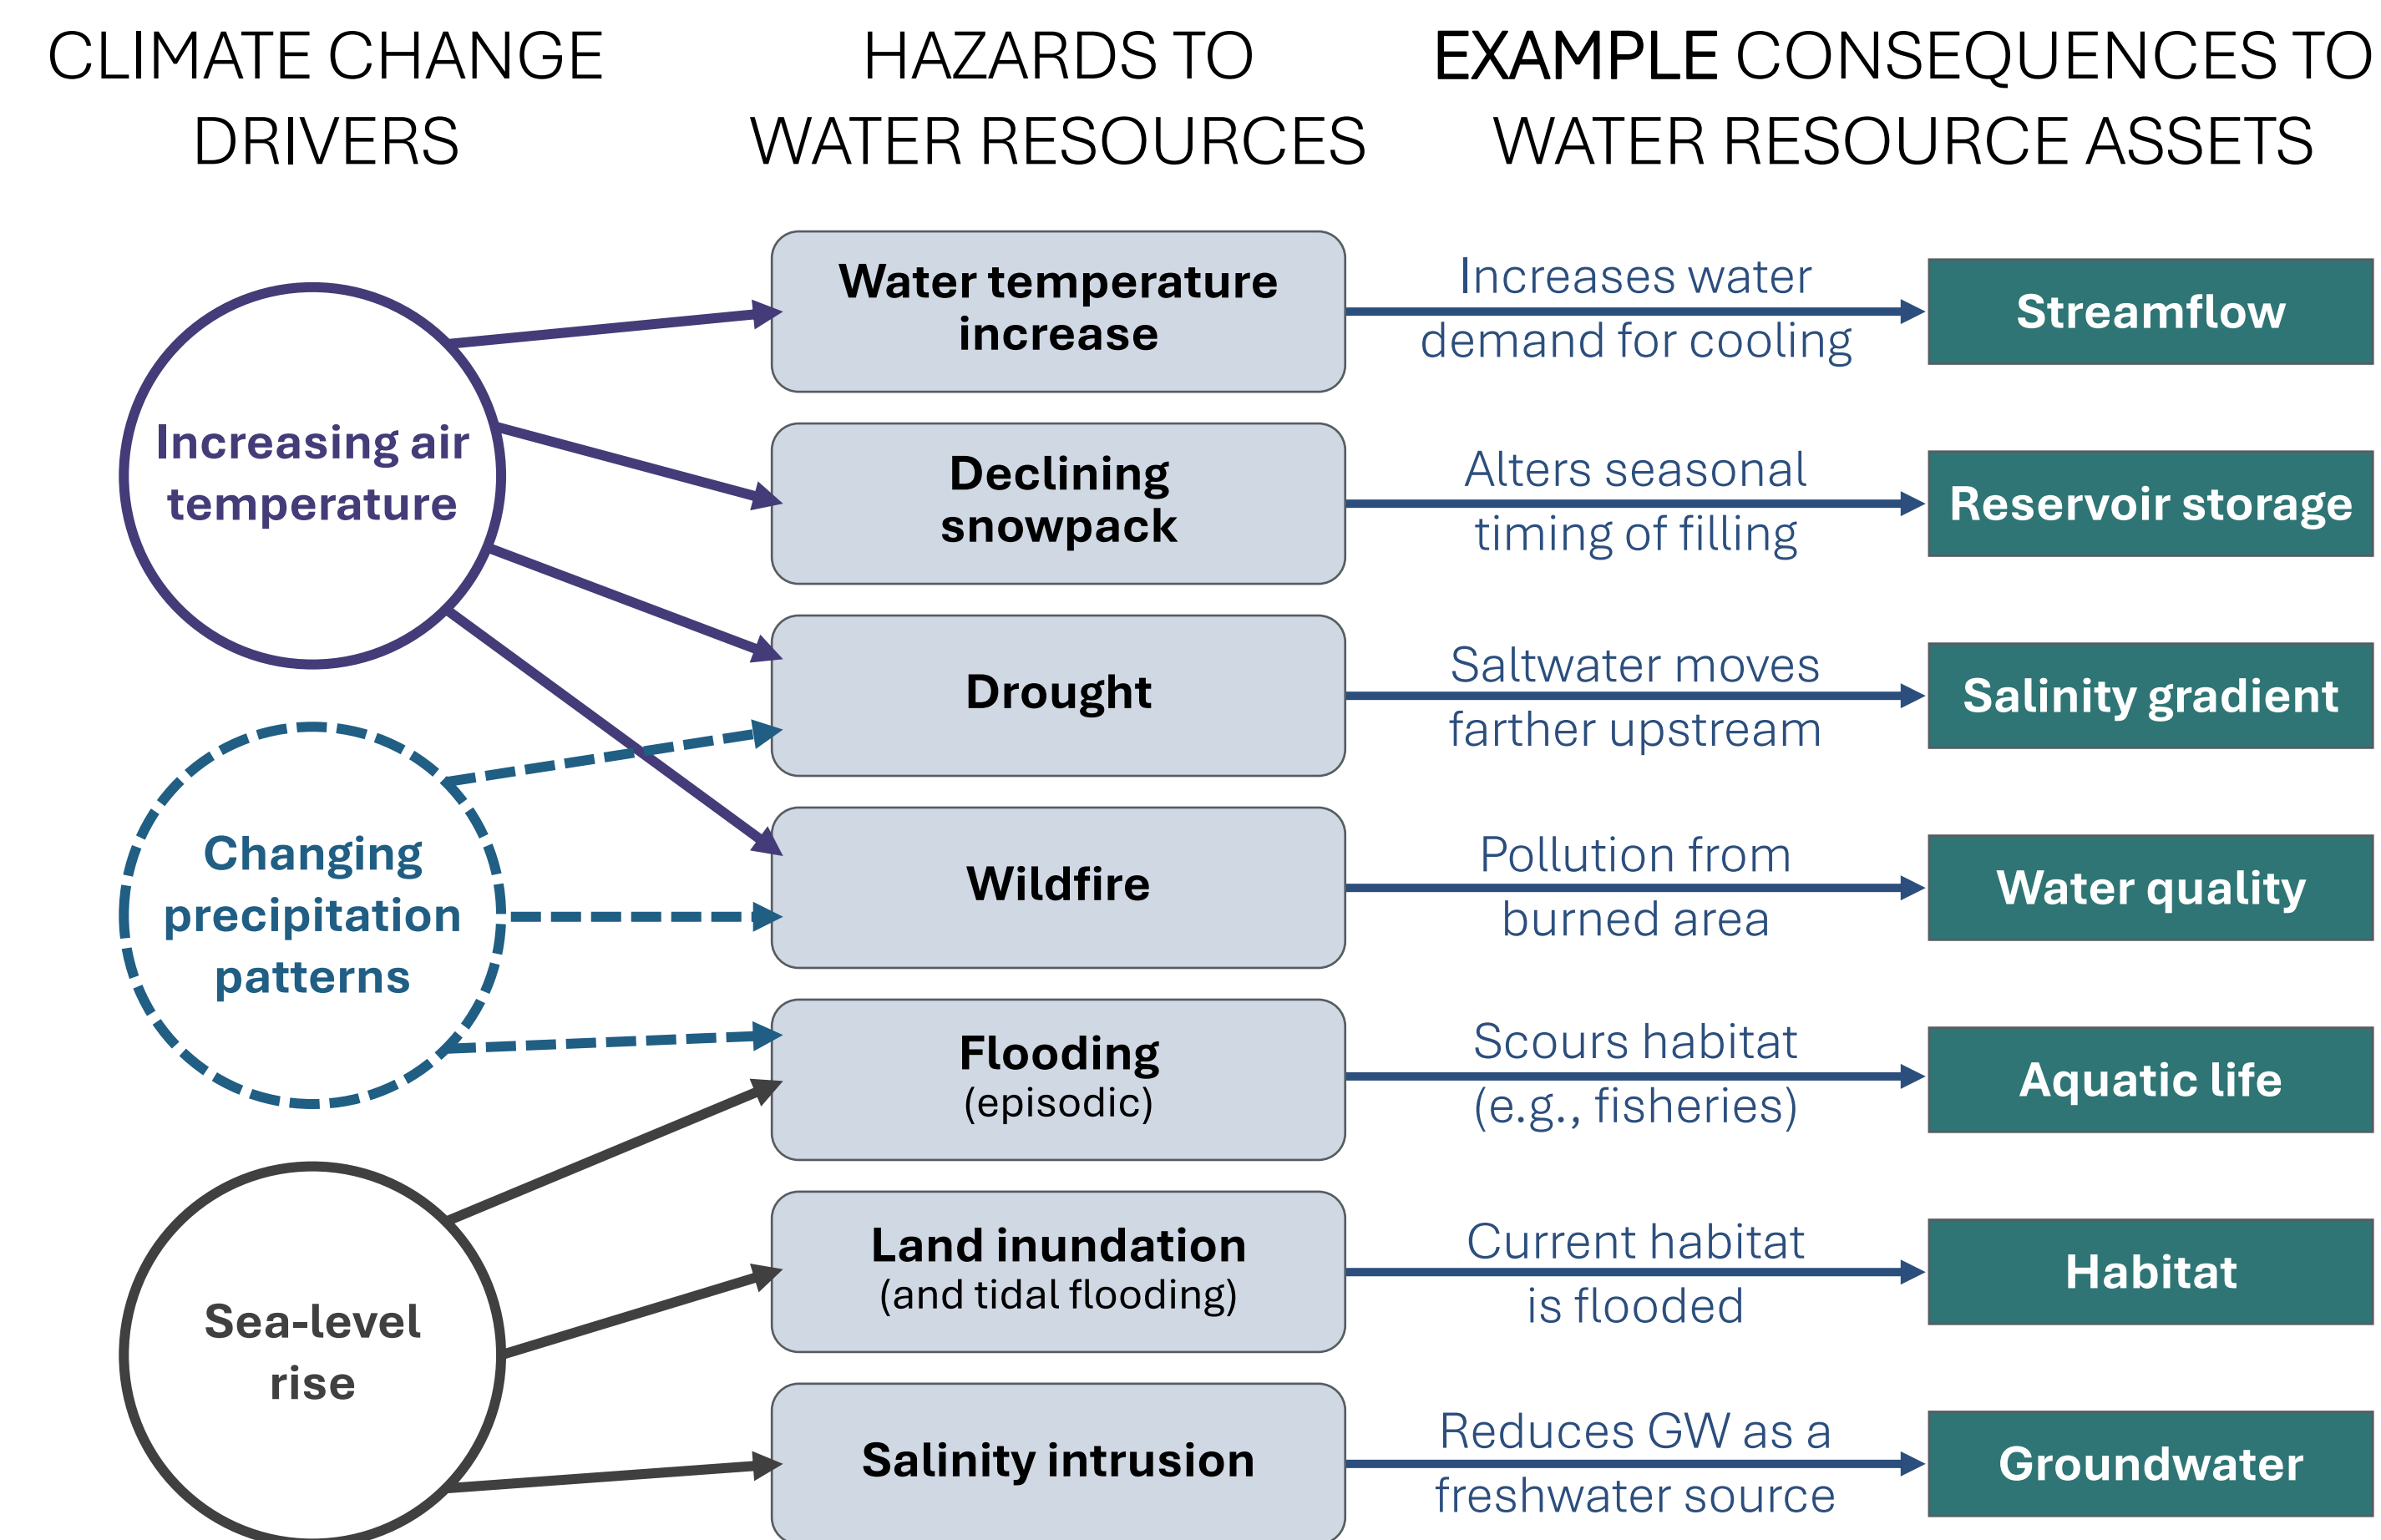 CLIMATE CHANGE
DRIVERS
HAZARDS TO
WATER RESOURCES
EXAMPLE CONSEQUENCES TO
WATER RESOURCE ASSETS
Increasing air
temperature
Changing
precipitation
patterns
Sea-level
rise
Water temperature
increase
Increases water
demand for cooling
Streamflow
Declining
snowpack
Alters seasonal
timing of filling
Reservoir storage
Drought
Saltwater moves
farther upstream
Salinity gradient
Wildfire
Pollution from
burned area
Water quality
Flooding
(episodic)
Scours habitat
(e.g., fisheries)
Aquatic life
Land inundation
(and tidal flooding)
Current habitat
is flooded
Habitat
Salinity intrusion
Reduces GW as a
freshwater source
Groundwater